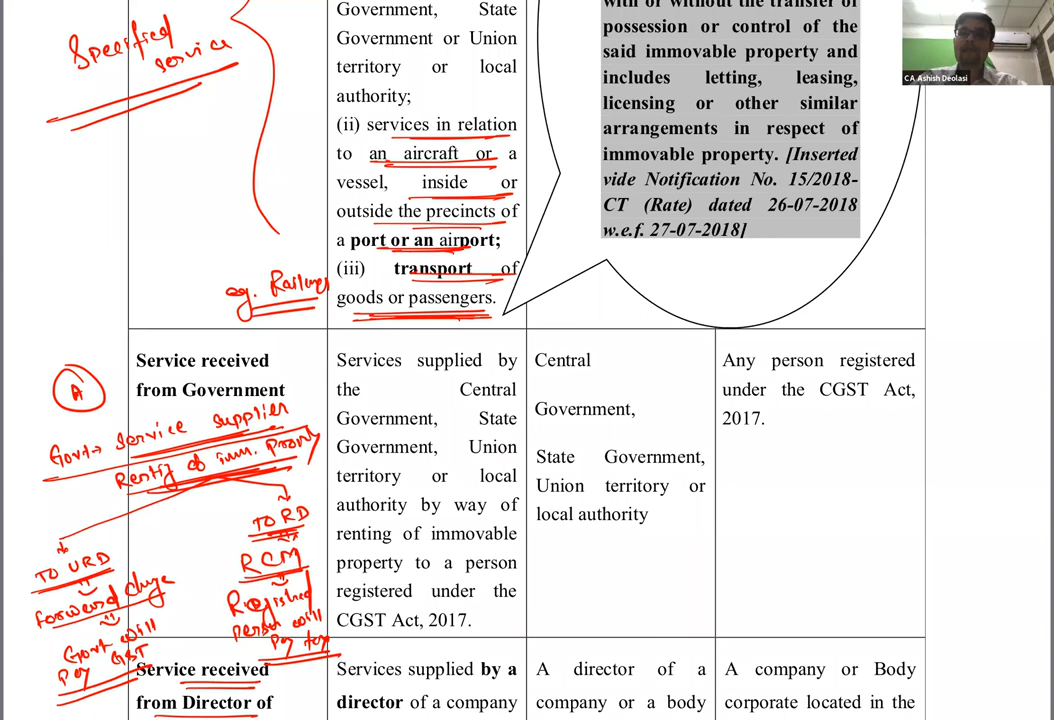 Specified
service
eg. Railways
Government, State
Government or Union
territory or local
authority;
(ii) services in relation
to an aircraft or a
vessel, inside or
outside the precincts of
a port or an airport;
(iii) transport of
goods or passengers.
with or without the transfer of
possession or control of the
said immovable property and
includes letting, leasing,
licensing or other similar
arrangements in respect of
immovable property. [Inserted
vide Notification No. 15/2018-
CT (Rate) dated 26-07-2018
w.e.f. 27-07-2018]
CA Ashish Deolasi
A
Service received
from Government
Govt→ Service supplier
Renting of imm. prop
TO URD
Forward charge
Govt will
pay GST
TO RD
RCM
Registered
person will
pay tax
Services supplied by
the Central
Government, State
Government, Union
territory or local
authority by way of
renting of immovable
property to a person
registered under the
CGST Act, 2017.
Central
Government,
State Government,
Union territory or
local authority
Any person registered
under the CGST Act,
2017.
Service received
from Director of
Services supplied by a
director of a company
A director of a
company or a body
A company or Body
corporate located in the